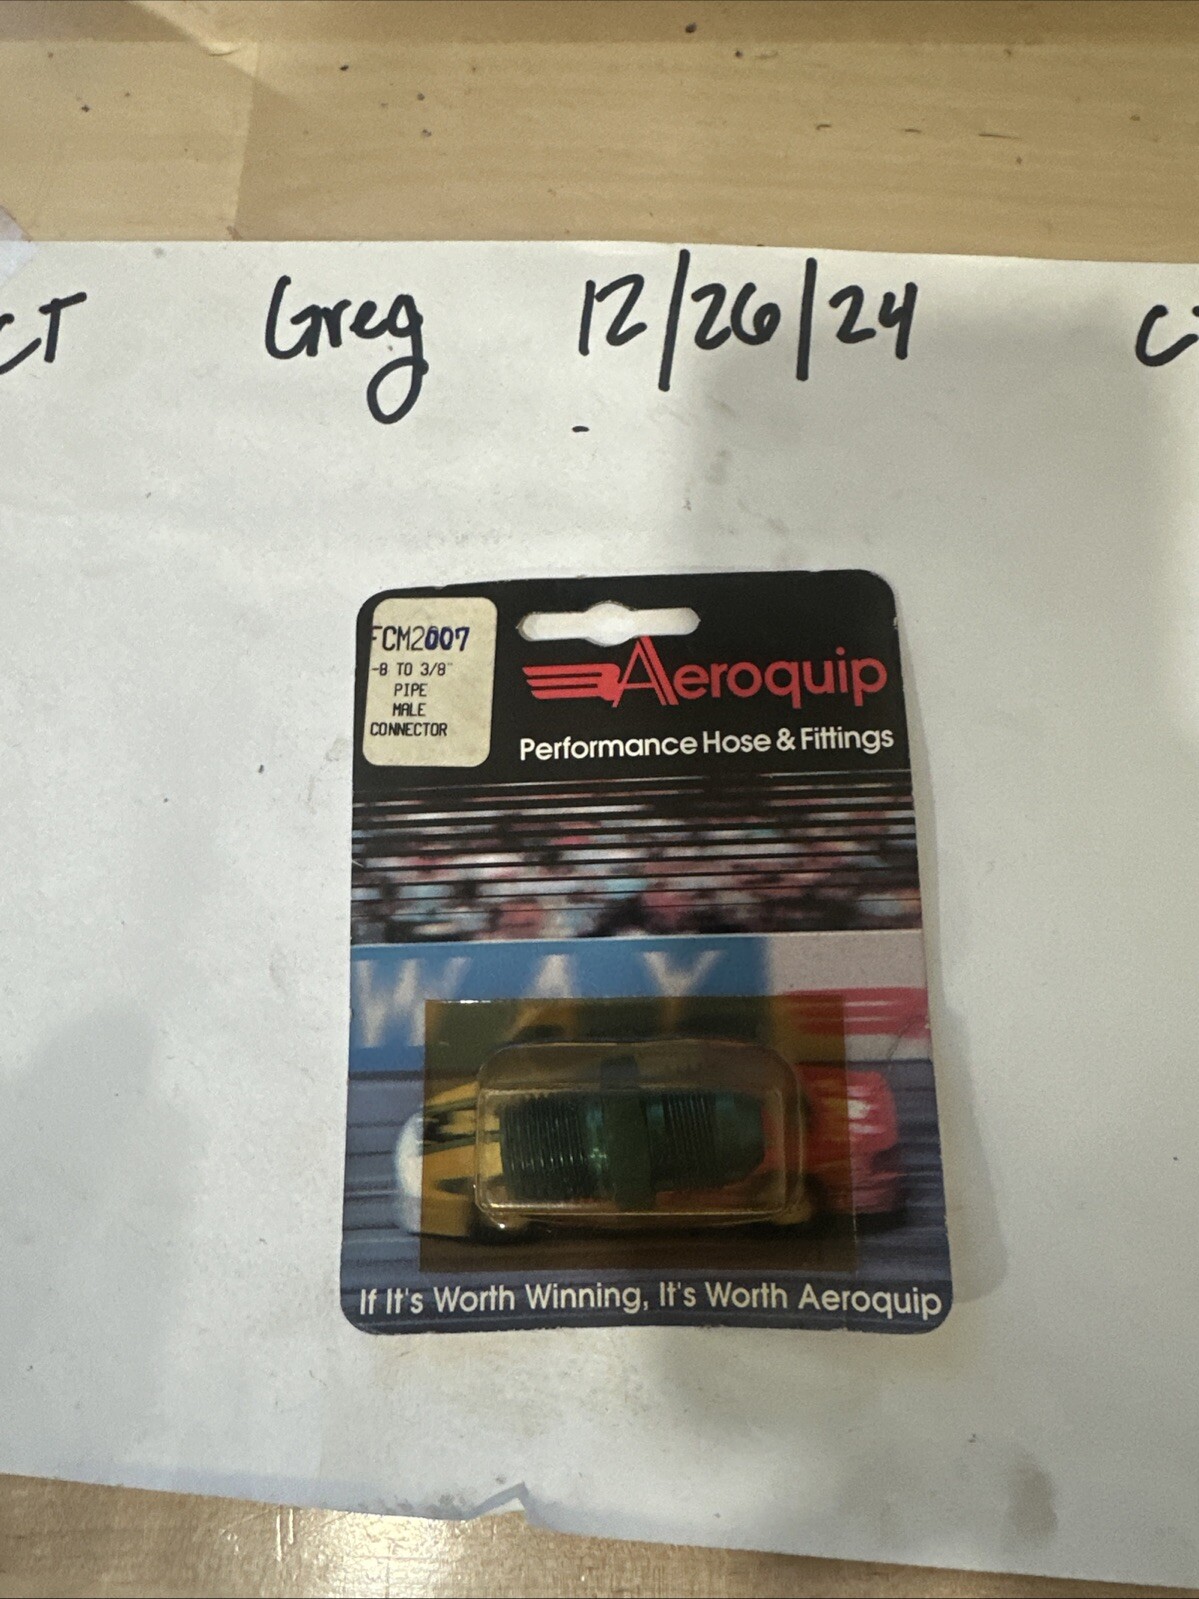 CT Greg 12/26/24 C
FCM2007
-8 TO 3/8"
PIPE
MALE
CONNECTOR
Aeroquip
Performance Hose & Fittings
WAY
If It's Worth Winning, It's Worth Aeroquip